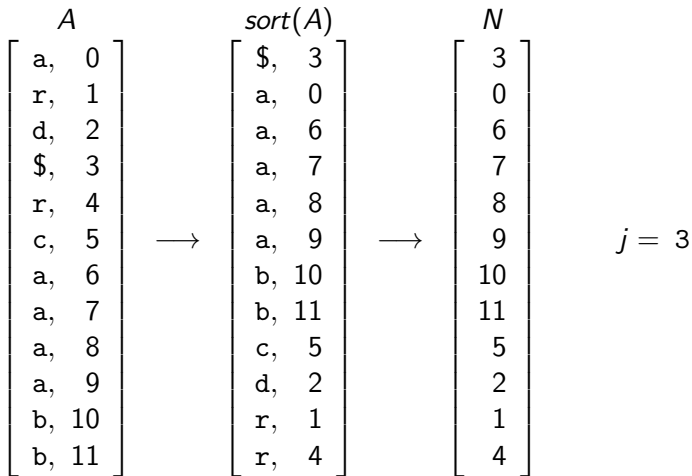 A sort(A) N
a, 0 $, 3 3
r, 1 a, 0 0
d, 2 a, 6 6
$, 3 a, 7 7
r, 4 a, 8 8
c, 5 ⟶ a, 9 ⟶ 9 j = 3
a, 6 b, 10 10
a, 7 b, 11 11
a, 8 c, 5 5
a, 9 d, 2 2
b, 10 r, 1 1
b, 11 r, 4 4